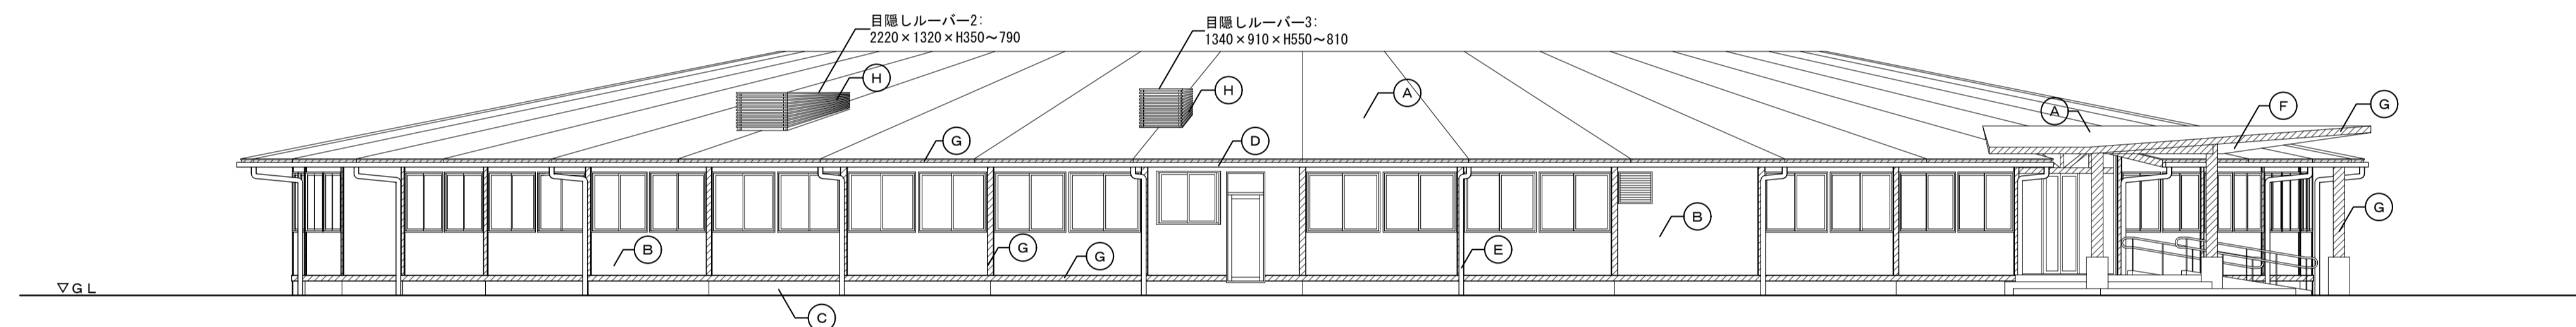 目隠しルーバー2:
2220×1320×H350～790
目隠しルーバー3:
1340×910×H550～810
H
H
A
A
F
G
G
D
B
G
G
E
B
G
▽GL
C